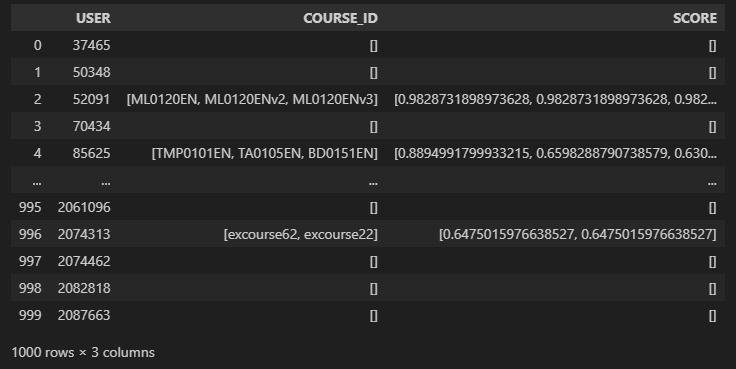 USER COURSE_ID SCORE
0 37465 [] []
1 50348 [] []
2 52091 [ML0120EN, ML0120ENv2, ML0120ENv3] [0.9828731898973628, 0.9828731898973628, 0.982...
3 70434 [] []
4 85625 [TMP0101EN, TA0105EN, BD0151EN] [0.8894991799933215, 0.6598288790738579, 0.630...
... ... ... ...
995 2061096 [] []
996 2074313 [excourse62, excourse22] [0.6475015976638527, 0.6475015976638527]
997 2074462 [] []
998 2082818 [] []
999 2087663 [] []
1000 rows × 3 columns